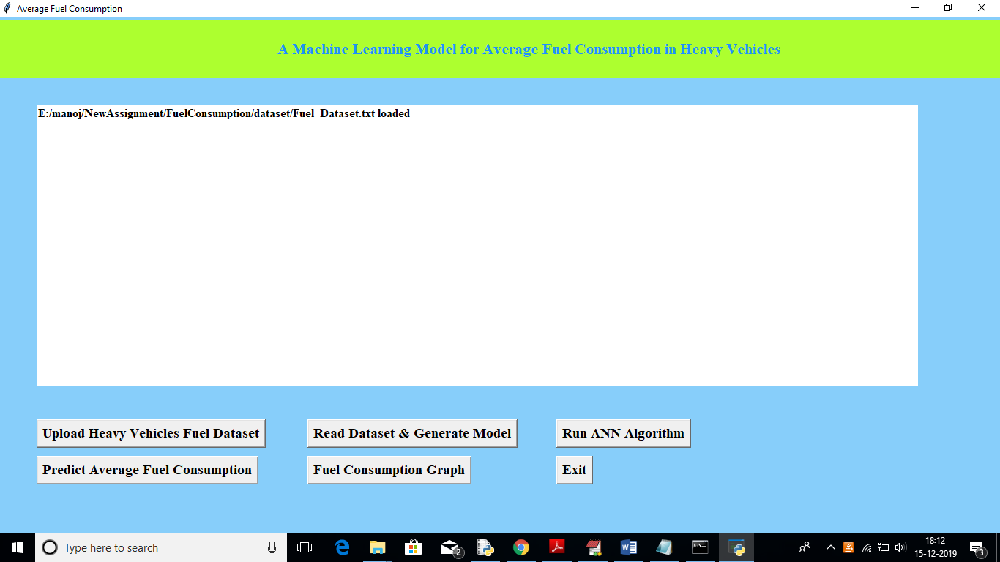 Average Fuel Consumption
A Machine Learning Model for Average Fuel Consumption in Heavy Vehicles
E:/manoj/NewAssignment/FuelConsumption/dataset/Fuel_Dataset.txt loaded
Upload Heavy Vehicles Fuel Dataset
Read Dataset & Generate Model
Run ANN Algorithm
Predict Average Fuel Consumption
Fuel Consumption Graph
Exit
Type here to search
2
18:12
15-12-2019
3